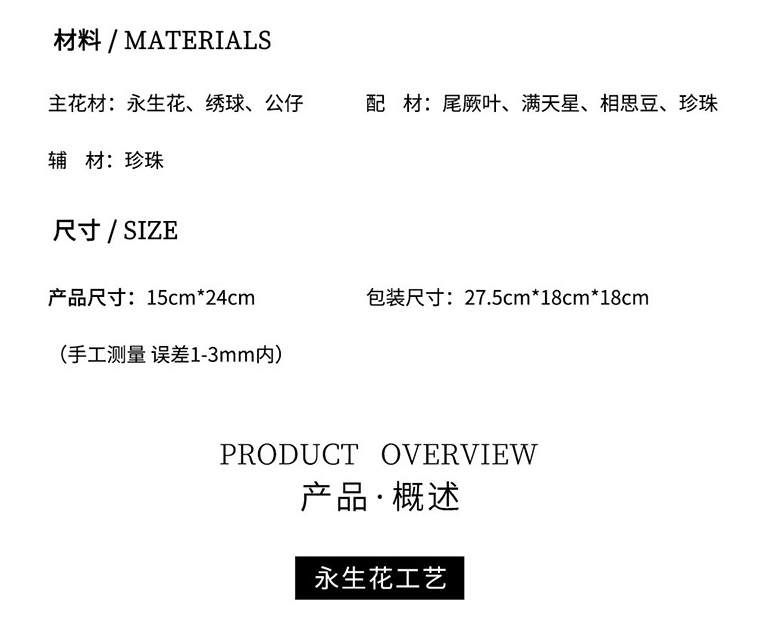 材料 / MATERIALS
主花材：永生花、绣球、公仔 配 材：尾厥叶、满天星、相思豆、珍珠
辅 材：珍珠
尺寸 / SIZE
产品尺寸：15cm*24cm 包装尺寸：27.5cm*18cm*18cm
（手工测量 误差1-3mm内）
PRODUCT OVERVIEW
产品·概述
永生花工艺